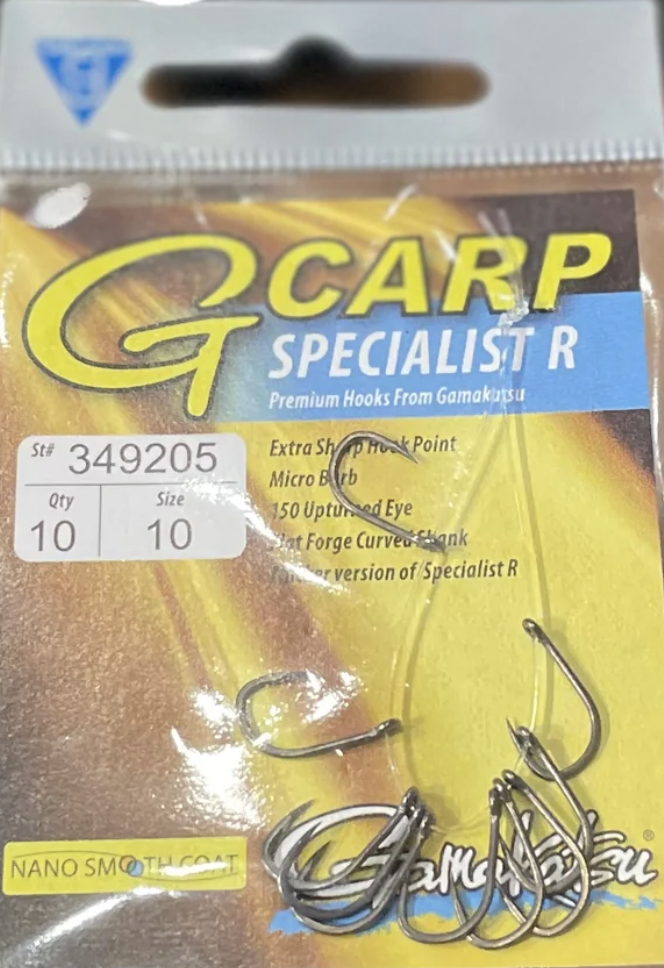 G CARP
SPECIALIST R
Premium Hooks From Gamakatsu
St# 349205
Qty Size
10 10
Extra Sharp Hook Point
Micro Barb
150 Upturned Eye
Flat Forge Curved Shank
version of Specialist R
NANO SMOOTH COAT
Gamakatsu®